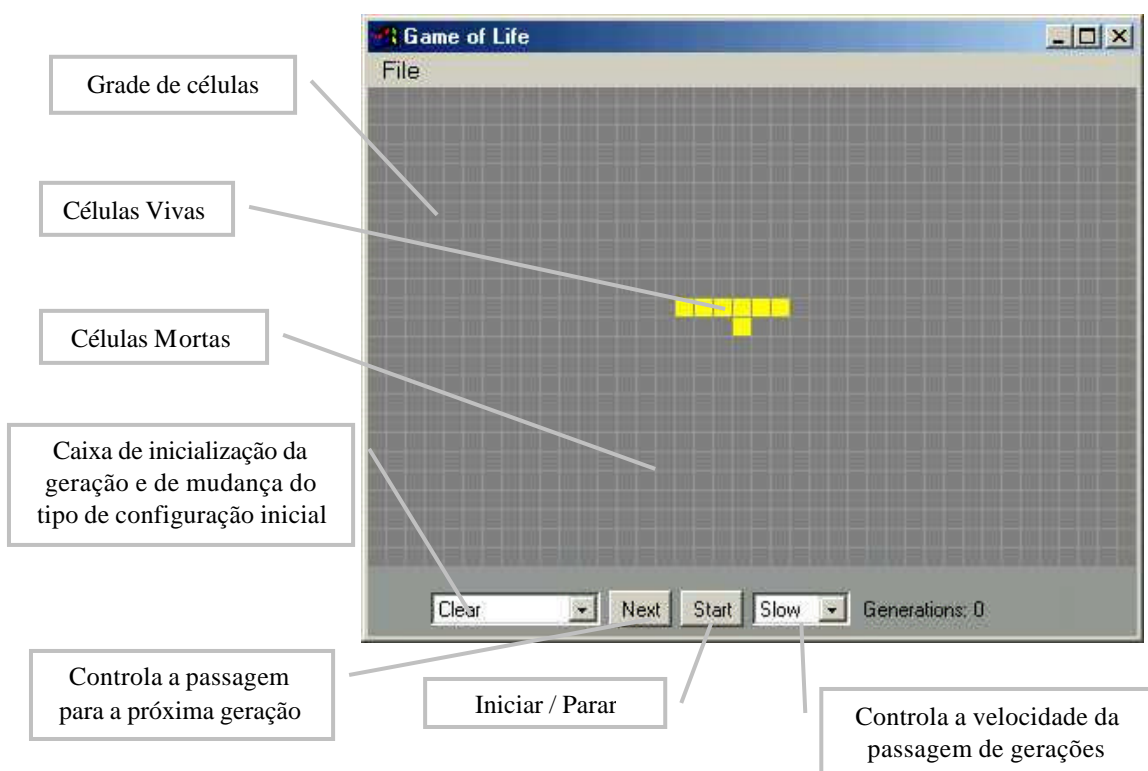 Game of Life
File
Grade de células
Células Vivas
Células Mortas
Caixa de inicialização da
geração e de mudança do
tipo de configuração inicial
Clear
Next
Start
Slow
Generations: 0
Controla a passagem
para a próxima geração
Iniciar / Parar
Controla a velocidade da
passagem de gerações